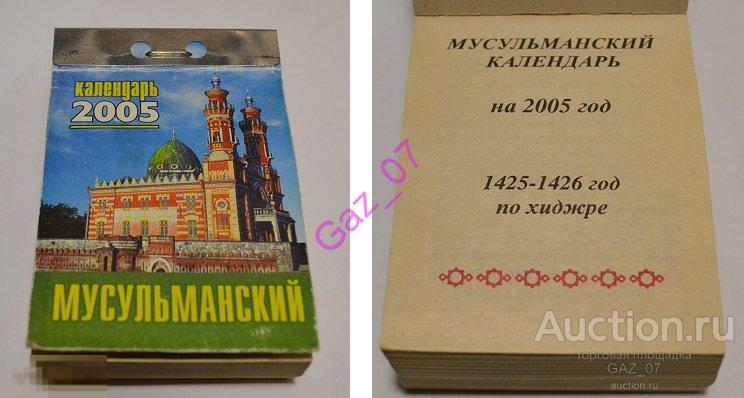 календарь
2005
МУСУЛЬМАНСКИЙ
Gaz_07
МУСУЛЬМАНСКИЙ
КАЛЕНДАРЬ
на 2005 год
1425-1426 год
по хиджре
Auction.ru
торговая площадка
GAZ_07
auction.ru